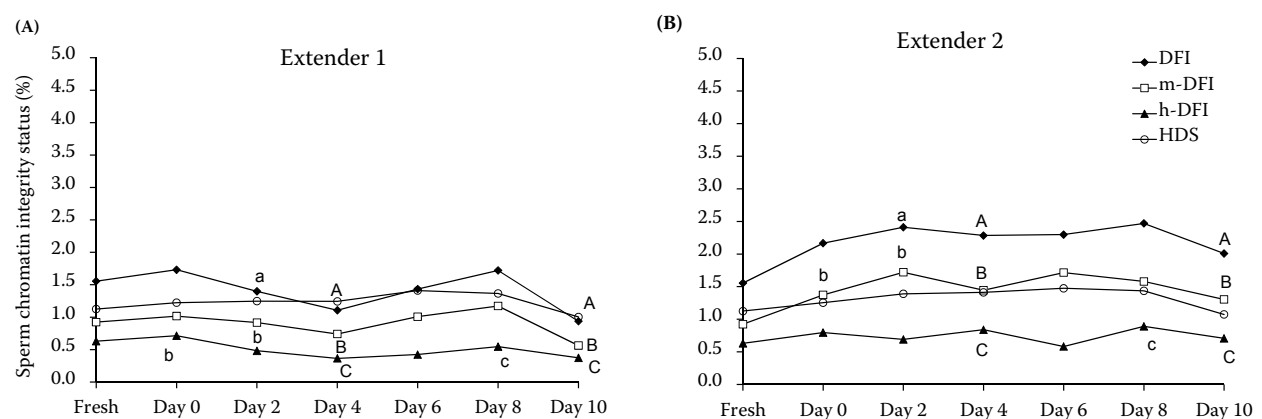 (A)
Extender 1
Sperm chromatin integrity status (%)
5.0
4.5
4.0
3.5
3.0
2.5
2.0
1.5
1.0
0.5
0.0
a
A
A
b
b
B
C
c
B
C
Fresh Day 0 Day 2 Day 4 Day 6 Day 8 Day 10
(B)
Extender 2
DFI
m-DFI
h-DFI
HDS
5.0
4.5
4.0
3.5
3.0
2.5
2.0
1.5
1.0
0.5
0.0
a
A
A
b
b
B
B
C
c
C
Fresh Day 0 Day 2 Day 4 Day 6 Day 8 Day 10